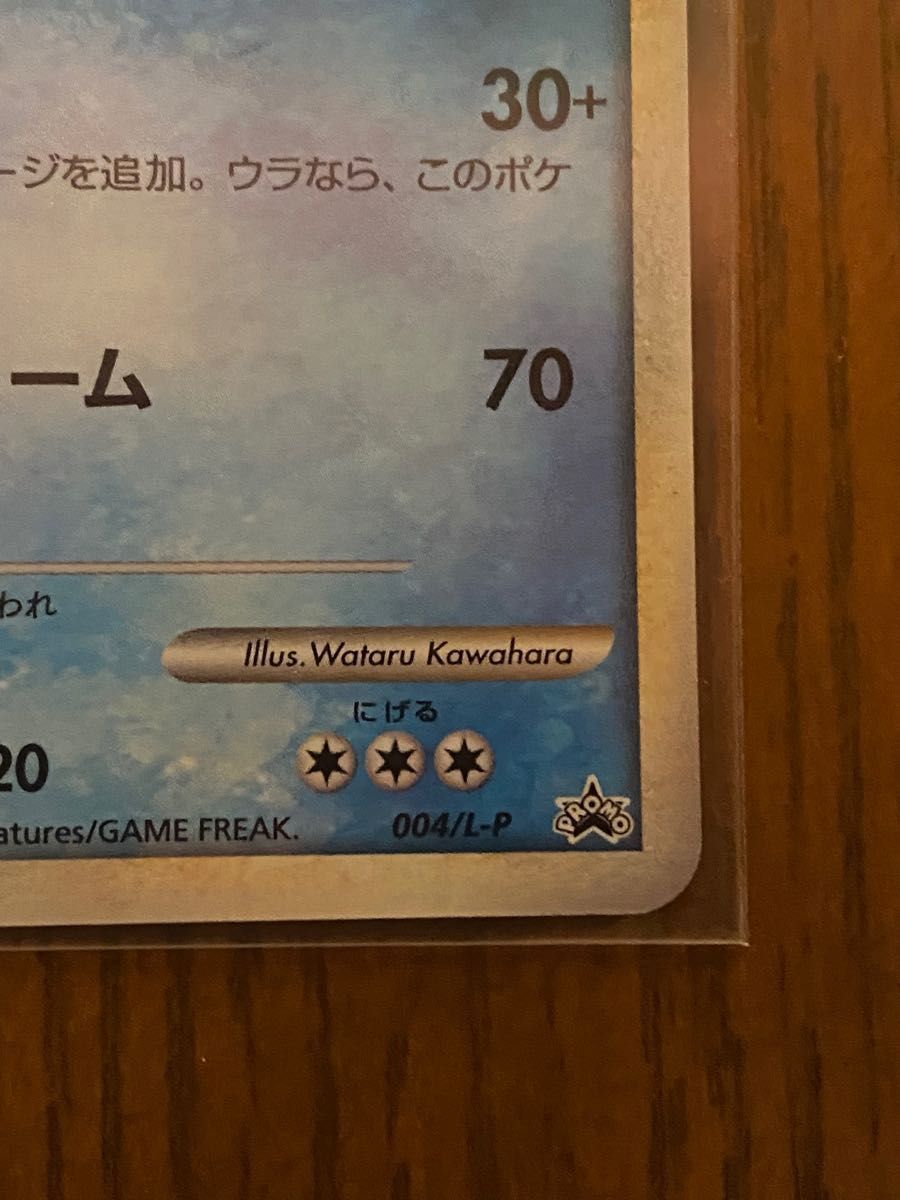 30+
ージを追加。ウラなら、このポケ
ーム 70
われ
Illus. Wataru Kawahara
にげる
20
atures/GAME FREAK. 004/L-P
PROMO